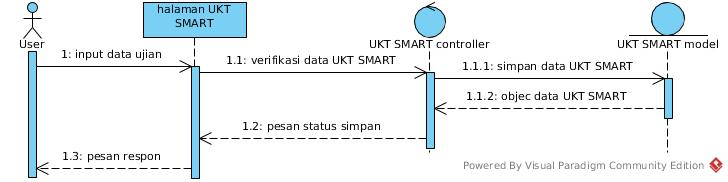 halaman UKT
SMART
User
UKT SMART controller
UKT SMART model
1: input data ujian
1.1: verifikasi data UKT SMART
1.1.1: simpan data UKT SMART
1.1.2: objec data UKT SMART
1.2: pesan status simpan
1.3: pesan respon
Powered By Visual Paradigm Community Edition